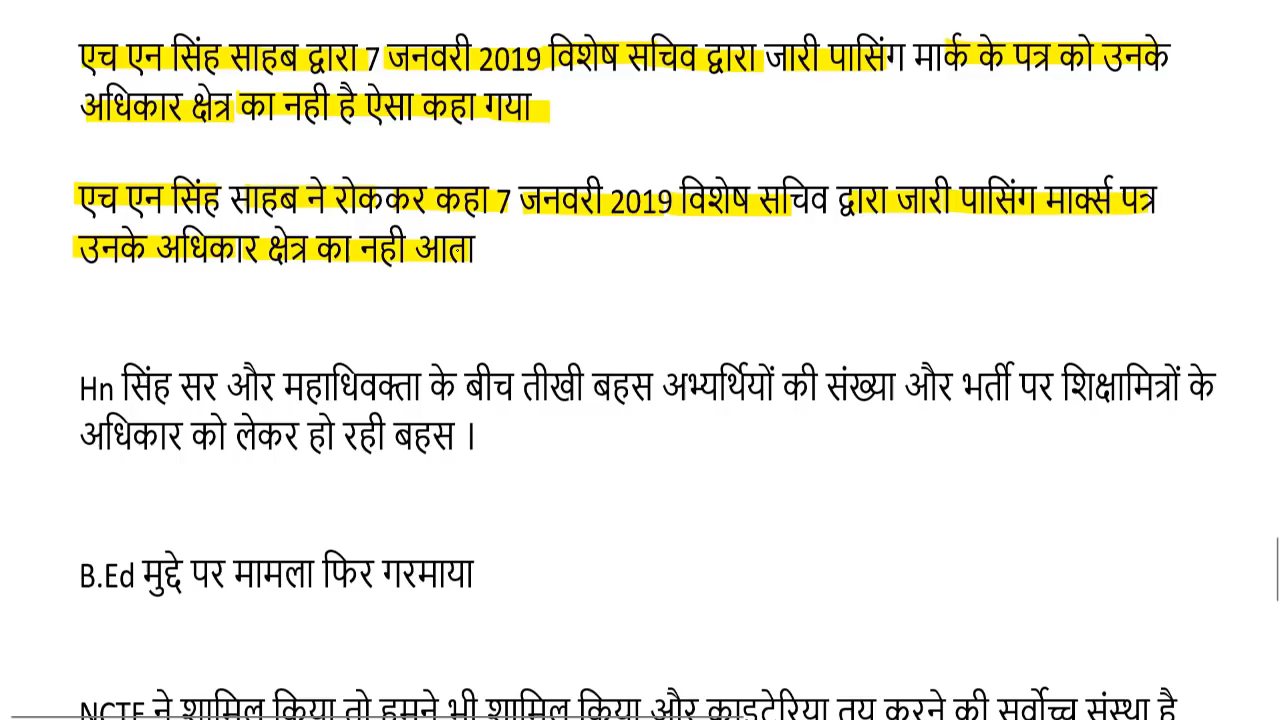 एच एन सिंह साहब द्वारा 7 जनवरी 2019 विशेष सचिव द्वारा जारी पासिंग मार्क के पत्र को उनके
अधिकार क्षेत्र का नही है ऐसा कहा गया
एच एन सिंह साहब ने रोककर कहा 7 जनवरी 2019 विशेष सचिव द्वारा जारी पासिंग मार्क्स पत्र
उनके अधिकार क्षेत्र का नही आता
Hn सिंह सर और महाधिवक्ता के बीच तीखी बहस अभ्यर्थियों की संख्या और भर्ती पर शिक्षामित्रों के
अधिकार को लेकर हो रही बहस ।
B.Ed मुद्दे पर मामला फिर गरमाया
NCTE ने शामिल किया तो हमने भी शामिल किया और क्राइटेरिया तय करने की सर्वोच्च संस्था है